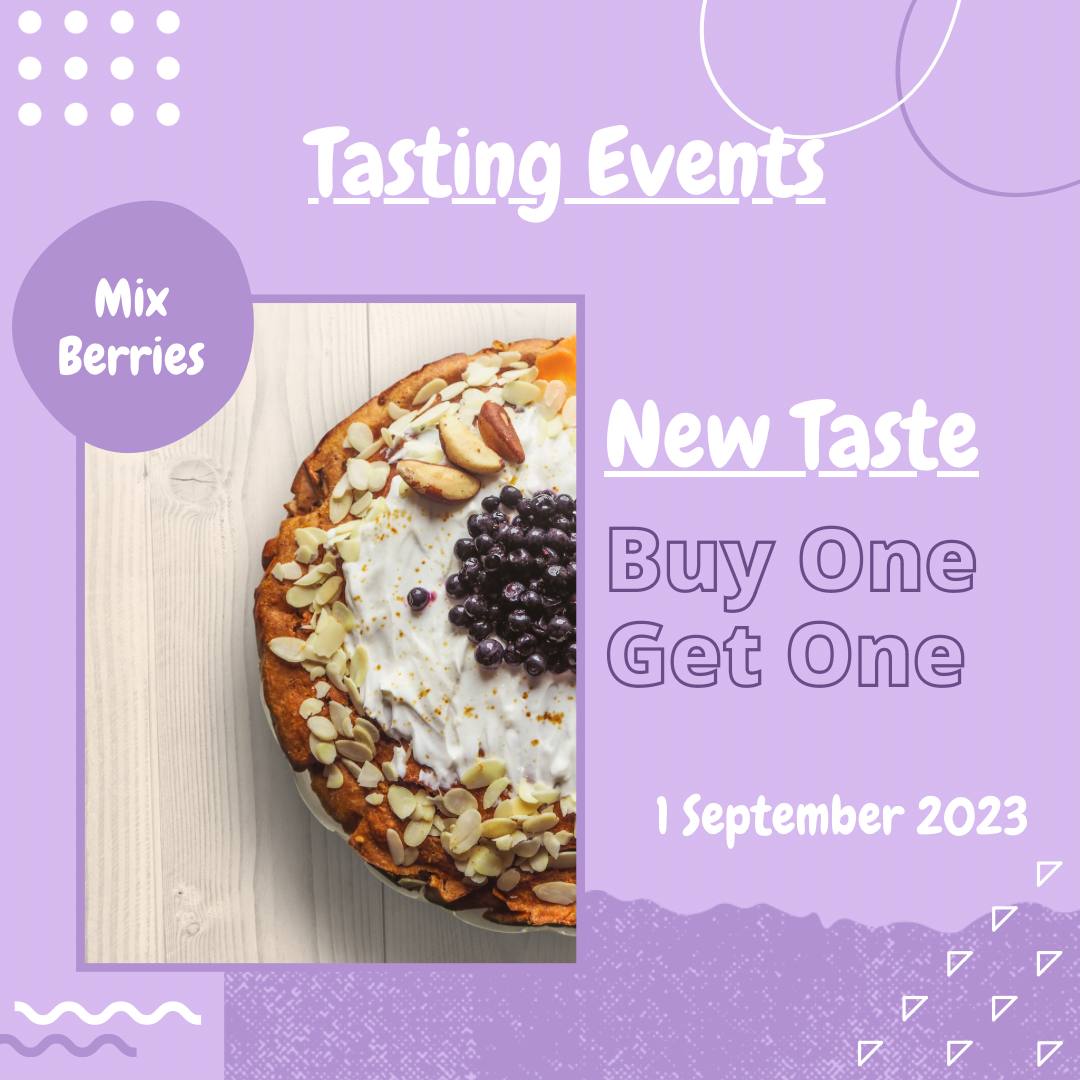 Tasting Events
Mix
Berries
New Taste
Buy One
Get One
1 September 2023